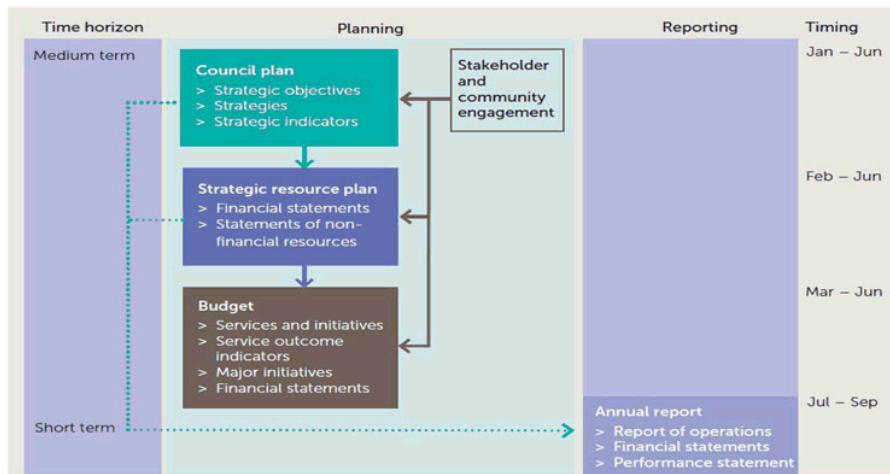 Time horizon
Planning
Reporting
Timing
Medium term
Council plan
> Strategic objectives
> Strategies
> Strategic indicators
Stakeholder
and
community
engagement
Jan – Jun
Strategic resource plan
> Financial statements
> Statements of non-
financial resources
Feb – Jun
Budget
> Services and initiatives
> Service outcome
indicators
> Major initiatives
> Financial statements
Mar – Jun
Short term
Annual report
> Report of operations
> Financial statements
> Performance statement
Jul – Sep